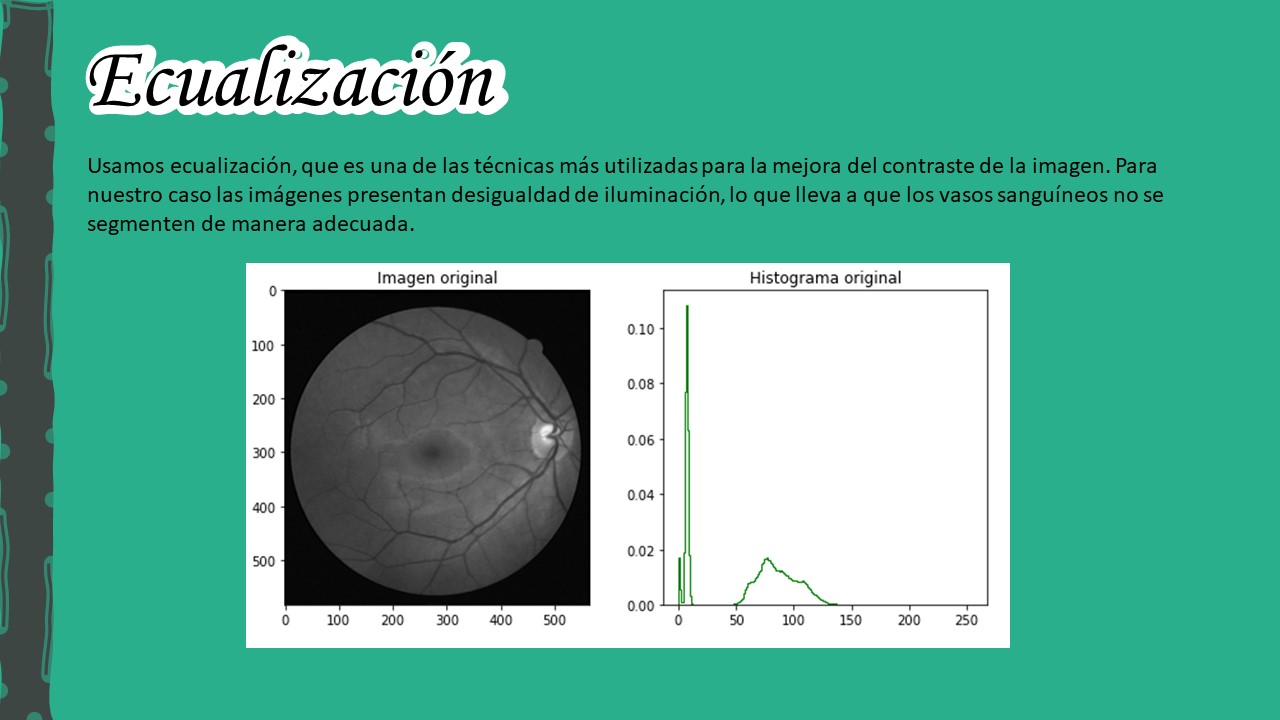 Ecualización
Usamos ecualización, que es una de las técnicas más utilizadas para la mejora del contraste de la imagen. Para
nuestro caso las imágenes presentan desigualdad de iluminación, lo que lleva a que los vasos sanguíneos no se
segmenten de manera adecuada.
Imagen original
0
100
200
300
400
500
0 100 200 300 400 500
Histograma original
0.10
0.08
0.06
0.04
0.02
0.00
0 50 100 150 200 250